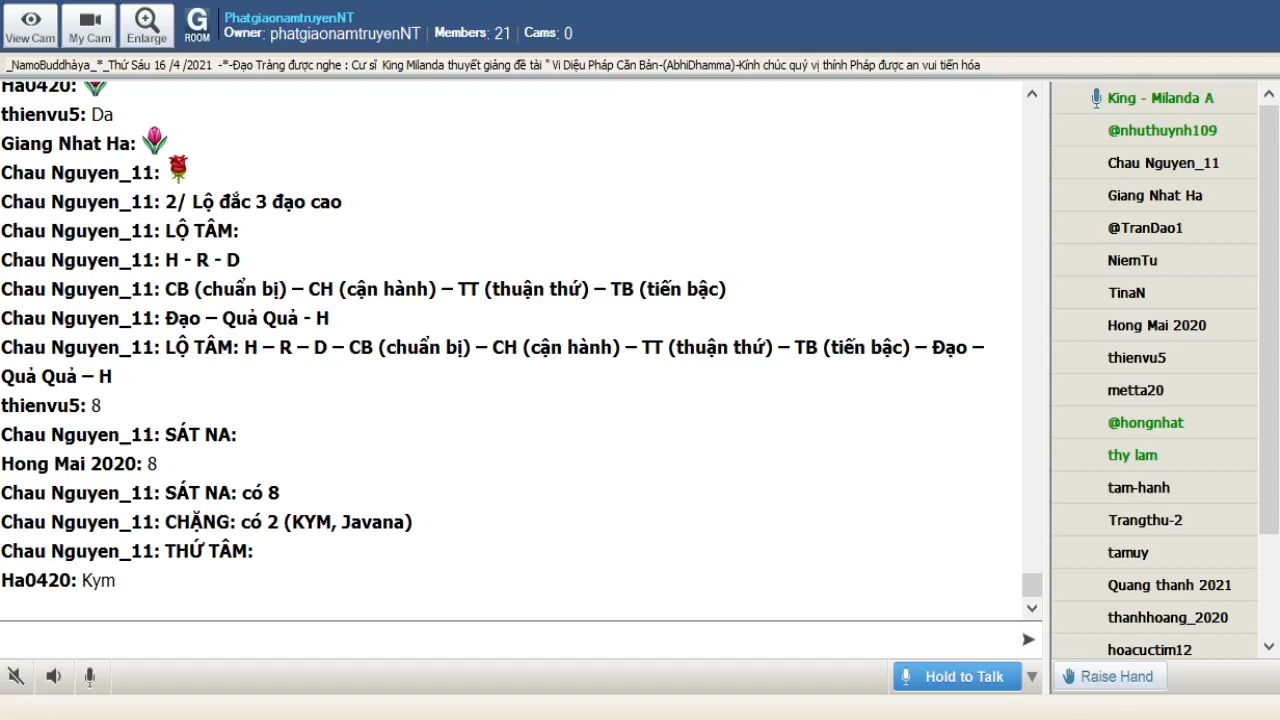 View Cam
My Cam
Enlarge
G
ROOM
PhatgiaonamtruyenNT
Owner: phatgiaonamtruyenNT | Members: 21 | Cams: 0
_NamoBuddhàya_*_Thứ Sáu 16 /4 /2021 -*-Đạo Tràng được nghe : Cư sĩ King Milanda thuyết giảng đề tài " Vi Diệu Pháp Căn Bản-(AbhiDhamma)-Kính chúc quý vị thính Pháp được an vui tiến hóa
Ha0420:
thienvu5: Da
Giang Nhat Ha:
Chau Nguyen_11:
Chau Nguyen_11: 2/ Lộ đắc 3 đạo cao
Chau Nguyen_11: LỘ TÂM:
Chau Nguyen_11: H - R - D
Chau Nguyen_11: CB (chuẩn bị) – CH (cận hành) – TT (thuận thứ) – TB (tiến bậc)
Chau Nguyen_11: Đạo – Quả Quả - H
Chau Nguyen_11: LỘ TÂM: H – R – D – CB (chuẩn bị) – CH (cận hành) – TT (thuận thứ) – TB (tiến bậc) – Đạo –
Quả Quả – H
thienvu5: 8
Chau Nguyen_11: SÁT NA:
Hong Mai 2020: 8
Chau Nguyen_11: SÁT NA: có 8
Chau Nguyen_11: CHẶNG: có 2 (KYM, Javana)
Chau Nguyen_11: THỨ TÂM:
Ha0420: Kym
King - Milanda A
@nhuthuynh109
Chau Nguyen_11
Giang Nhat Ha
@TranDao1
NiemTu
TinaN
Hong Mai 2020
thienvu5
metta20
@hongnhat
thy lam
tam-hanh
Trangthu-2
tamuy
Quang thanh 2021
thanhhoang_2020
hoacuctim12
Hold to Talk
Raise Hand